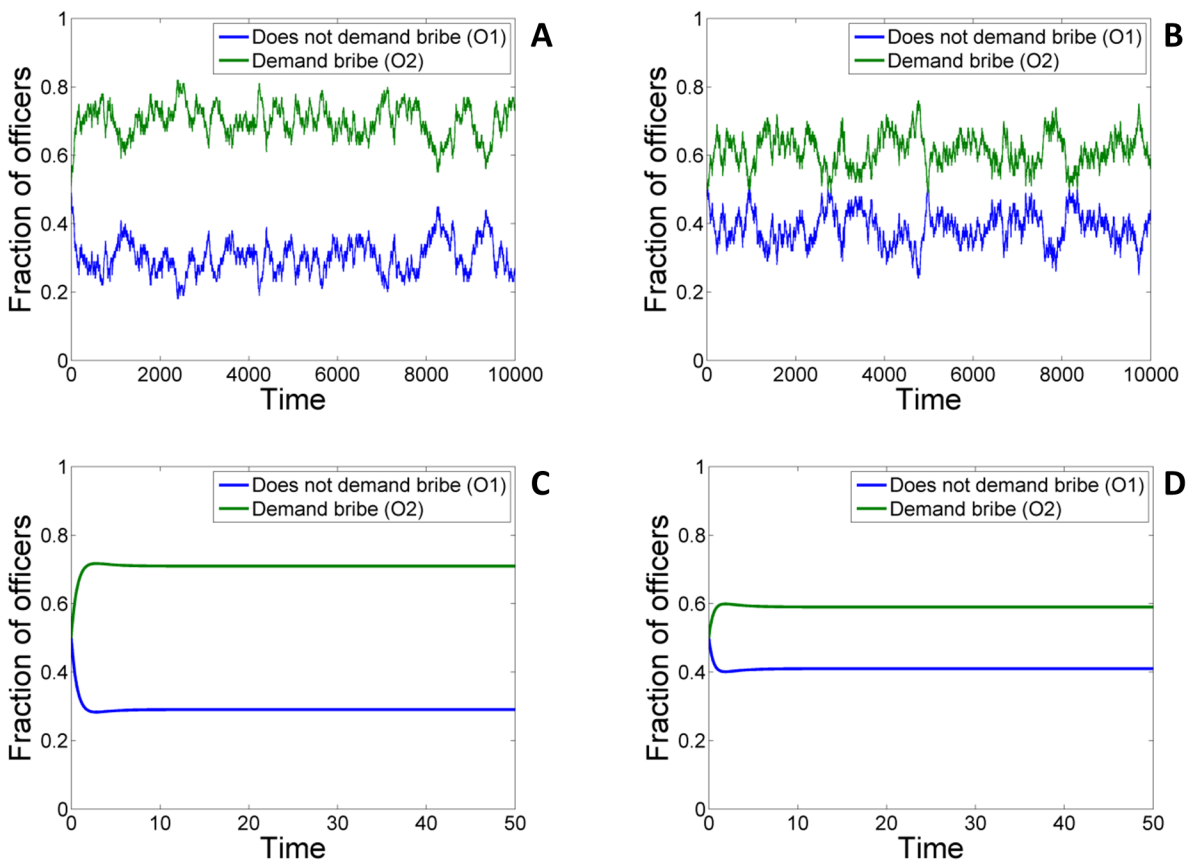 A
Does not demand bribe (O1)
Demand bribe (O2)
Fraction of officers
1
0.8
0.6
0.4
0.2
0
0 2000 4000 6000 8000 10000
Time
B
Does not demand bribe (O1)
Demand bribe (O2)
Fraction of officers
1
0.8
0.6
0.4
0.2
0
0 2000 4000 6000 8000 10000
Time
C
Does not demand bribe (O1)
Demand bribe (O2)
Fraction of officers
1
0.8
0.6
0.4
0.2
0
0 10 20 30 40 50
Time
D
Does not demand bribe (O1)
Demand bribe (O2)
Fraction of officers
1
0.8
0.6
0.4
0.2
0
0 10 20 30 40 50
Time